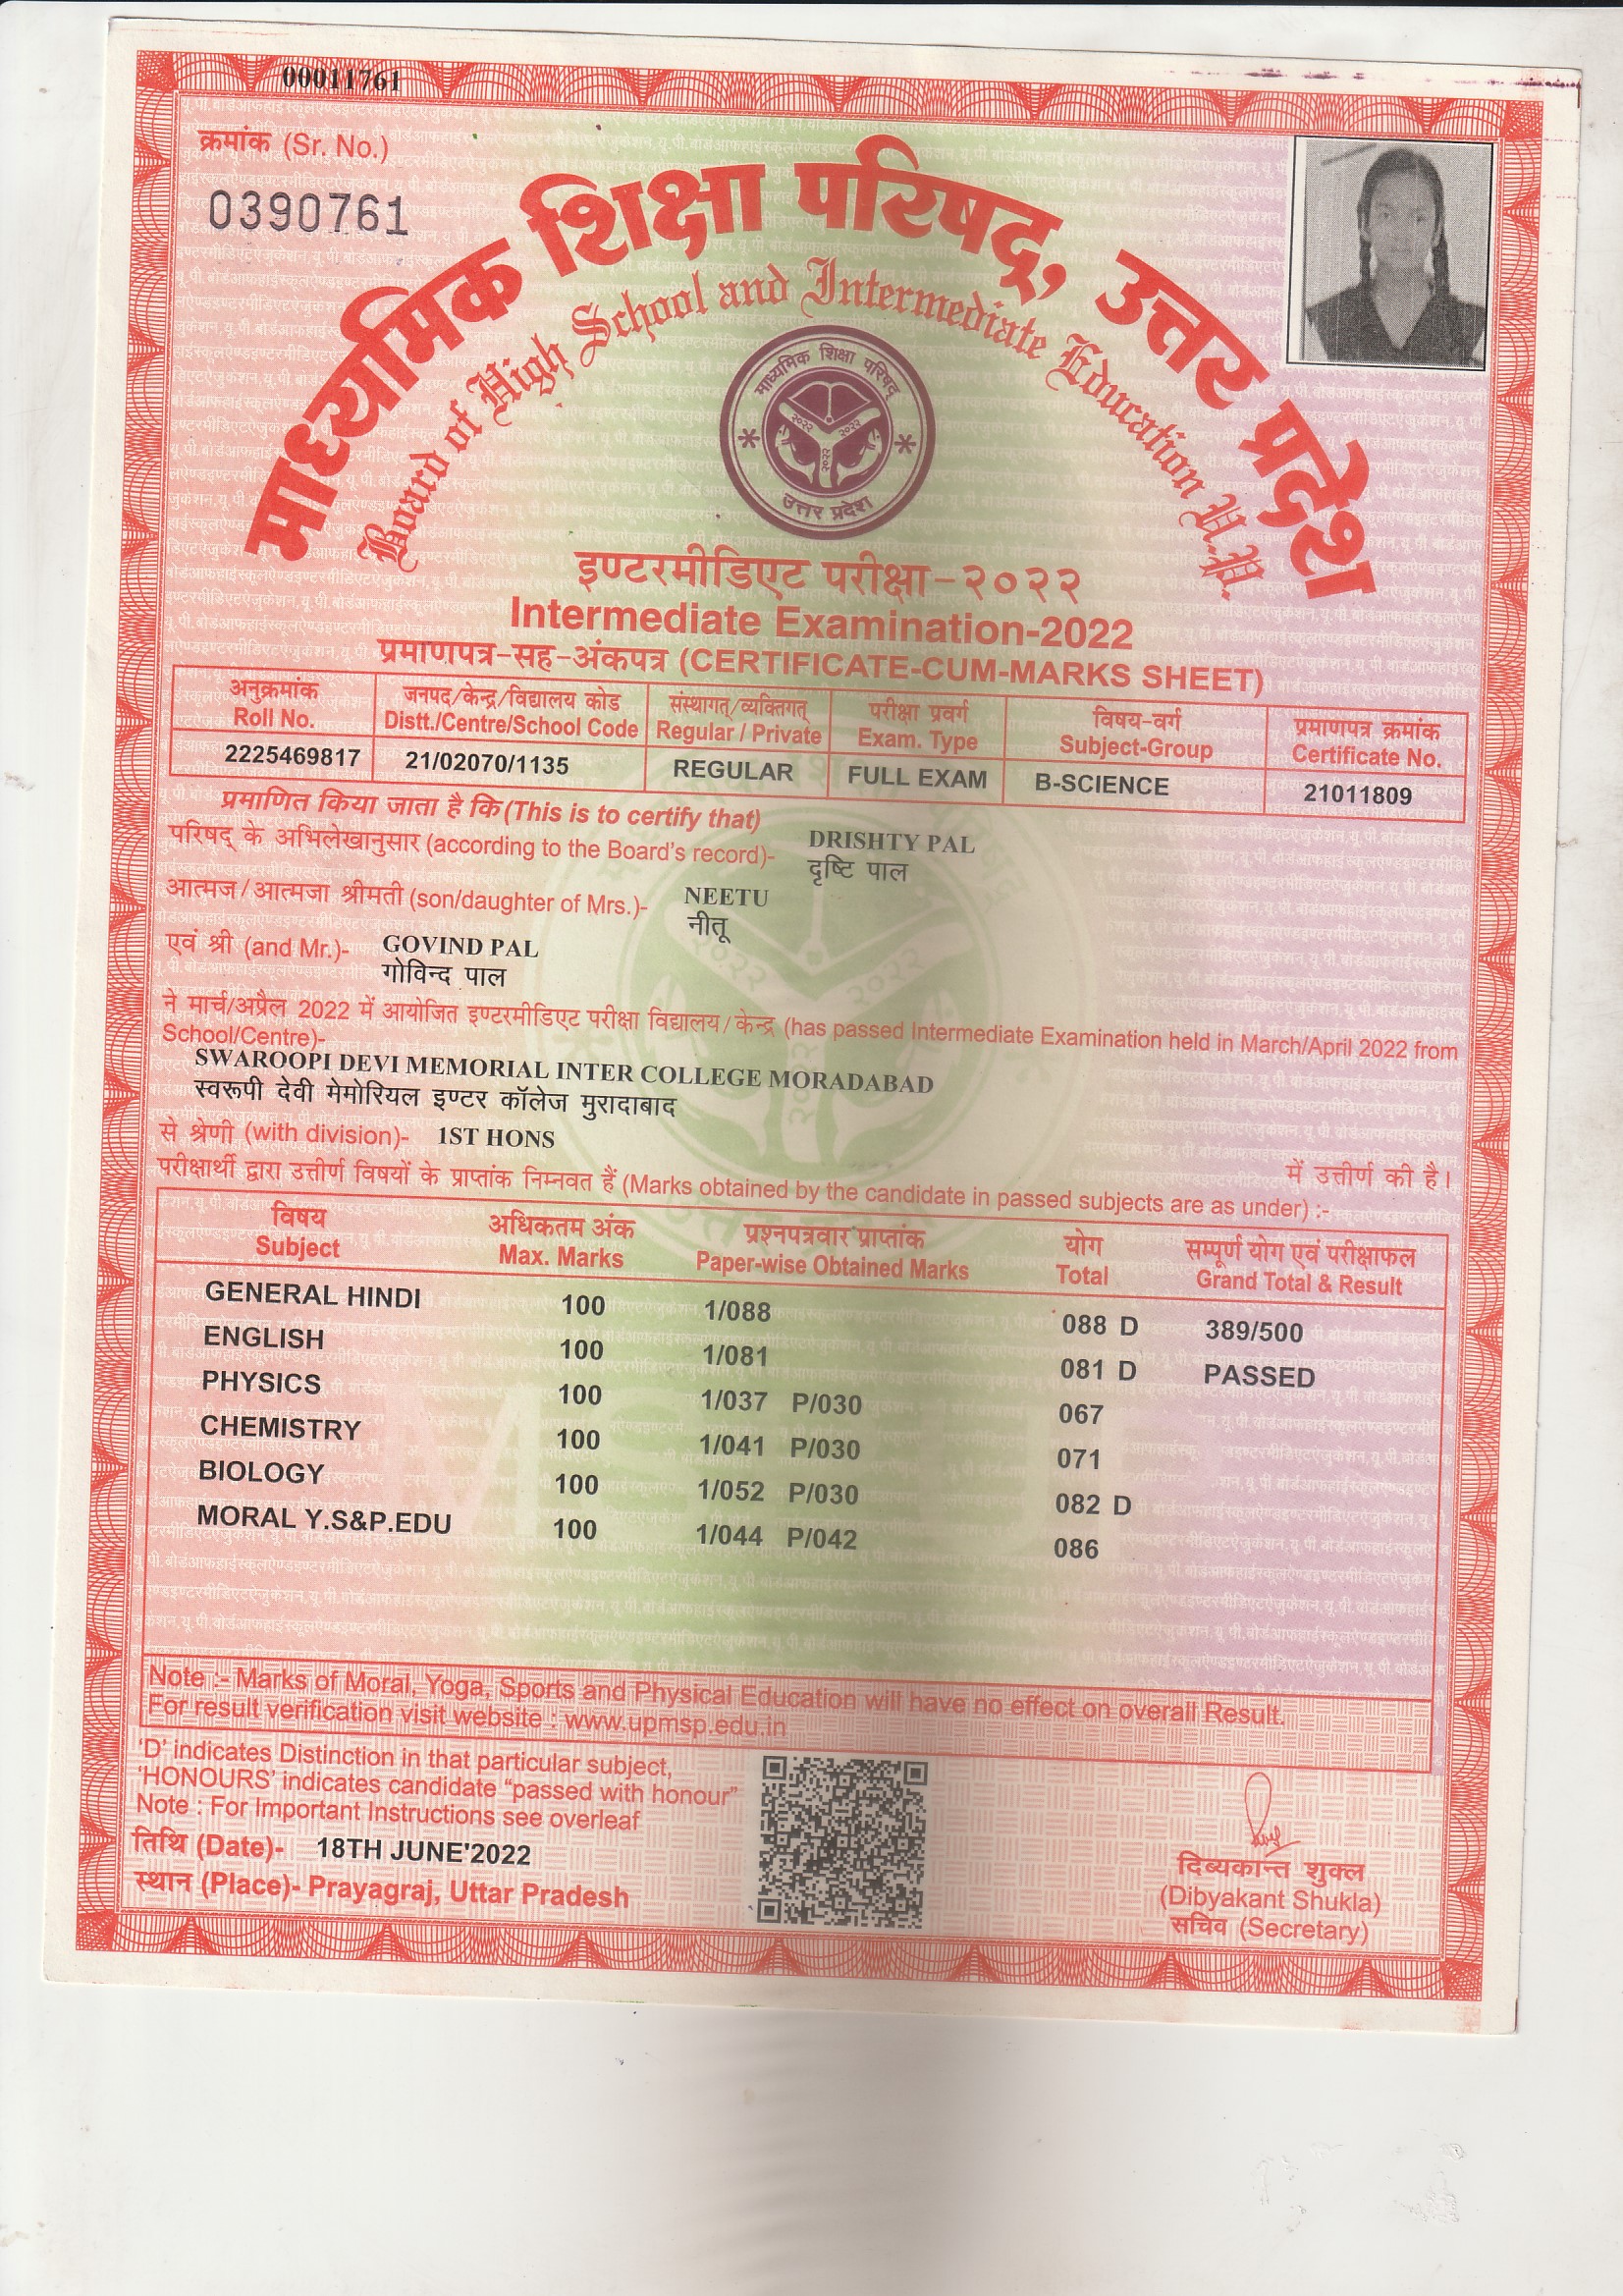 00011761
क्रमांक (Sr. No.)
0390761
माध्यमिक शिक्षा परिषद्, उत्तर प्रदेश
Board of High School and Intermediate Education U.P.
माध्यमिक शिक्षा परिषद्
२०२२ २०२२
२०२२
उत्तर प्रदेश
इण्टरमीडिएट परीक्षा-२०२२
Intermediate Examination-2022
प्रमाणपत्र-सह-अंकपत्र (CERTIFICATE-CUM-MARKS SHEET)
अनुक्रमांक जनपद/केन्द्र/विद्यालय कोड संस्थागत्/व्यक्तिगत् परीक्षा प्रवर्ग विषय-वर्ग प्रमाणपत्र क्रमांक
Roll No. Distt./Centre/School Code Regular / Private Exam. Type Subject-Group Certificate No.
2225469817 21/02070/1135 REGULAR FULL EXAM B-SCIENCE 21011809
प्रमाणित किया जाता है कि (This is to certify that)
परिषद् के अभिलेखानुसार (according to the Board's record)- DRISHTY PAL
दृष्टि पाल
आत्मज/आत्मजा श्रीमती (son/daughter of Mrs.)- NEETU
नीतू
एवं श्री (and Mr.)- GOVIND PAL
गोविन्द पाल
ने मार्च/अप्रैल 2022 में आयोजित इण्टरमीडिएट परीक्षा विद्यालय/केन्द्र (has passed Intermediate Examination held in March/April 2022 from
School/Centre)-
SWAROOPI DEVI MEMORIAL INTER COLLEGE MORADABAD
स्वरूपी देवी मेमोरियल इण्टर कॉलेज मुरादाबाद
से श्रेणी (with division)- 1ST HONS
में उत्तीर्ण की है।
परीक्षार्थी द्वारा उत्तीर्ण विषयों के प्राप्तांक निम्नवत हैं (Marks obtained by the candidate in passed subjects are as under) :-
विषय अधिकतम अंक प्रश्नपत्रवार प्राप्तांक योग सम्पूर्ण योग एवं परीक्षाफल
Subject Max. Marks Paper-wise Obtained Marks Total Grand Total & Result
GENERAL HINDI 100 1/088 088 D 389/500
ENGLISH 100 1/081 081 D PASSED
PHYSICS 100 1/037 P/030 067
CHEMISTRY 100 1/041 P/030 071
BIOLOGY 100 1/052 P/030 082 D
MORAL Y.S&P.EDU 100 1/044 P/042 086
Note :- Marks of Moral, Yoga, Sports and Physical Education will have no effect on overall Result.
For result verification visit website : www.upmsp.edu.in
'D' indicates Distinction in that particular subject,
'HONOURS' indicates candidate "passed with honour"
Note : For Important Instructions see overleaf
तिथि (Date)- 18TH JUNE'2022
स्थान (Place)- Prayagraj, Uttar Pradesh
दिब्यकान्त शुक्ल
(Dibyakant Shukla)
सचिव (Secretary)